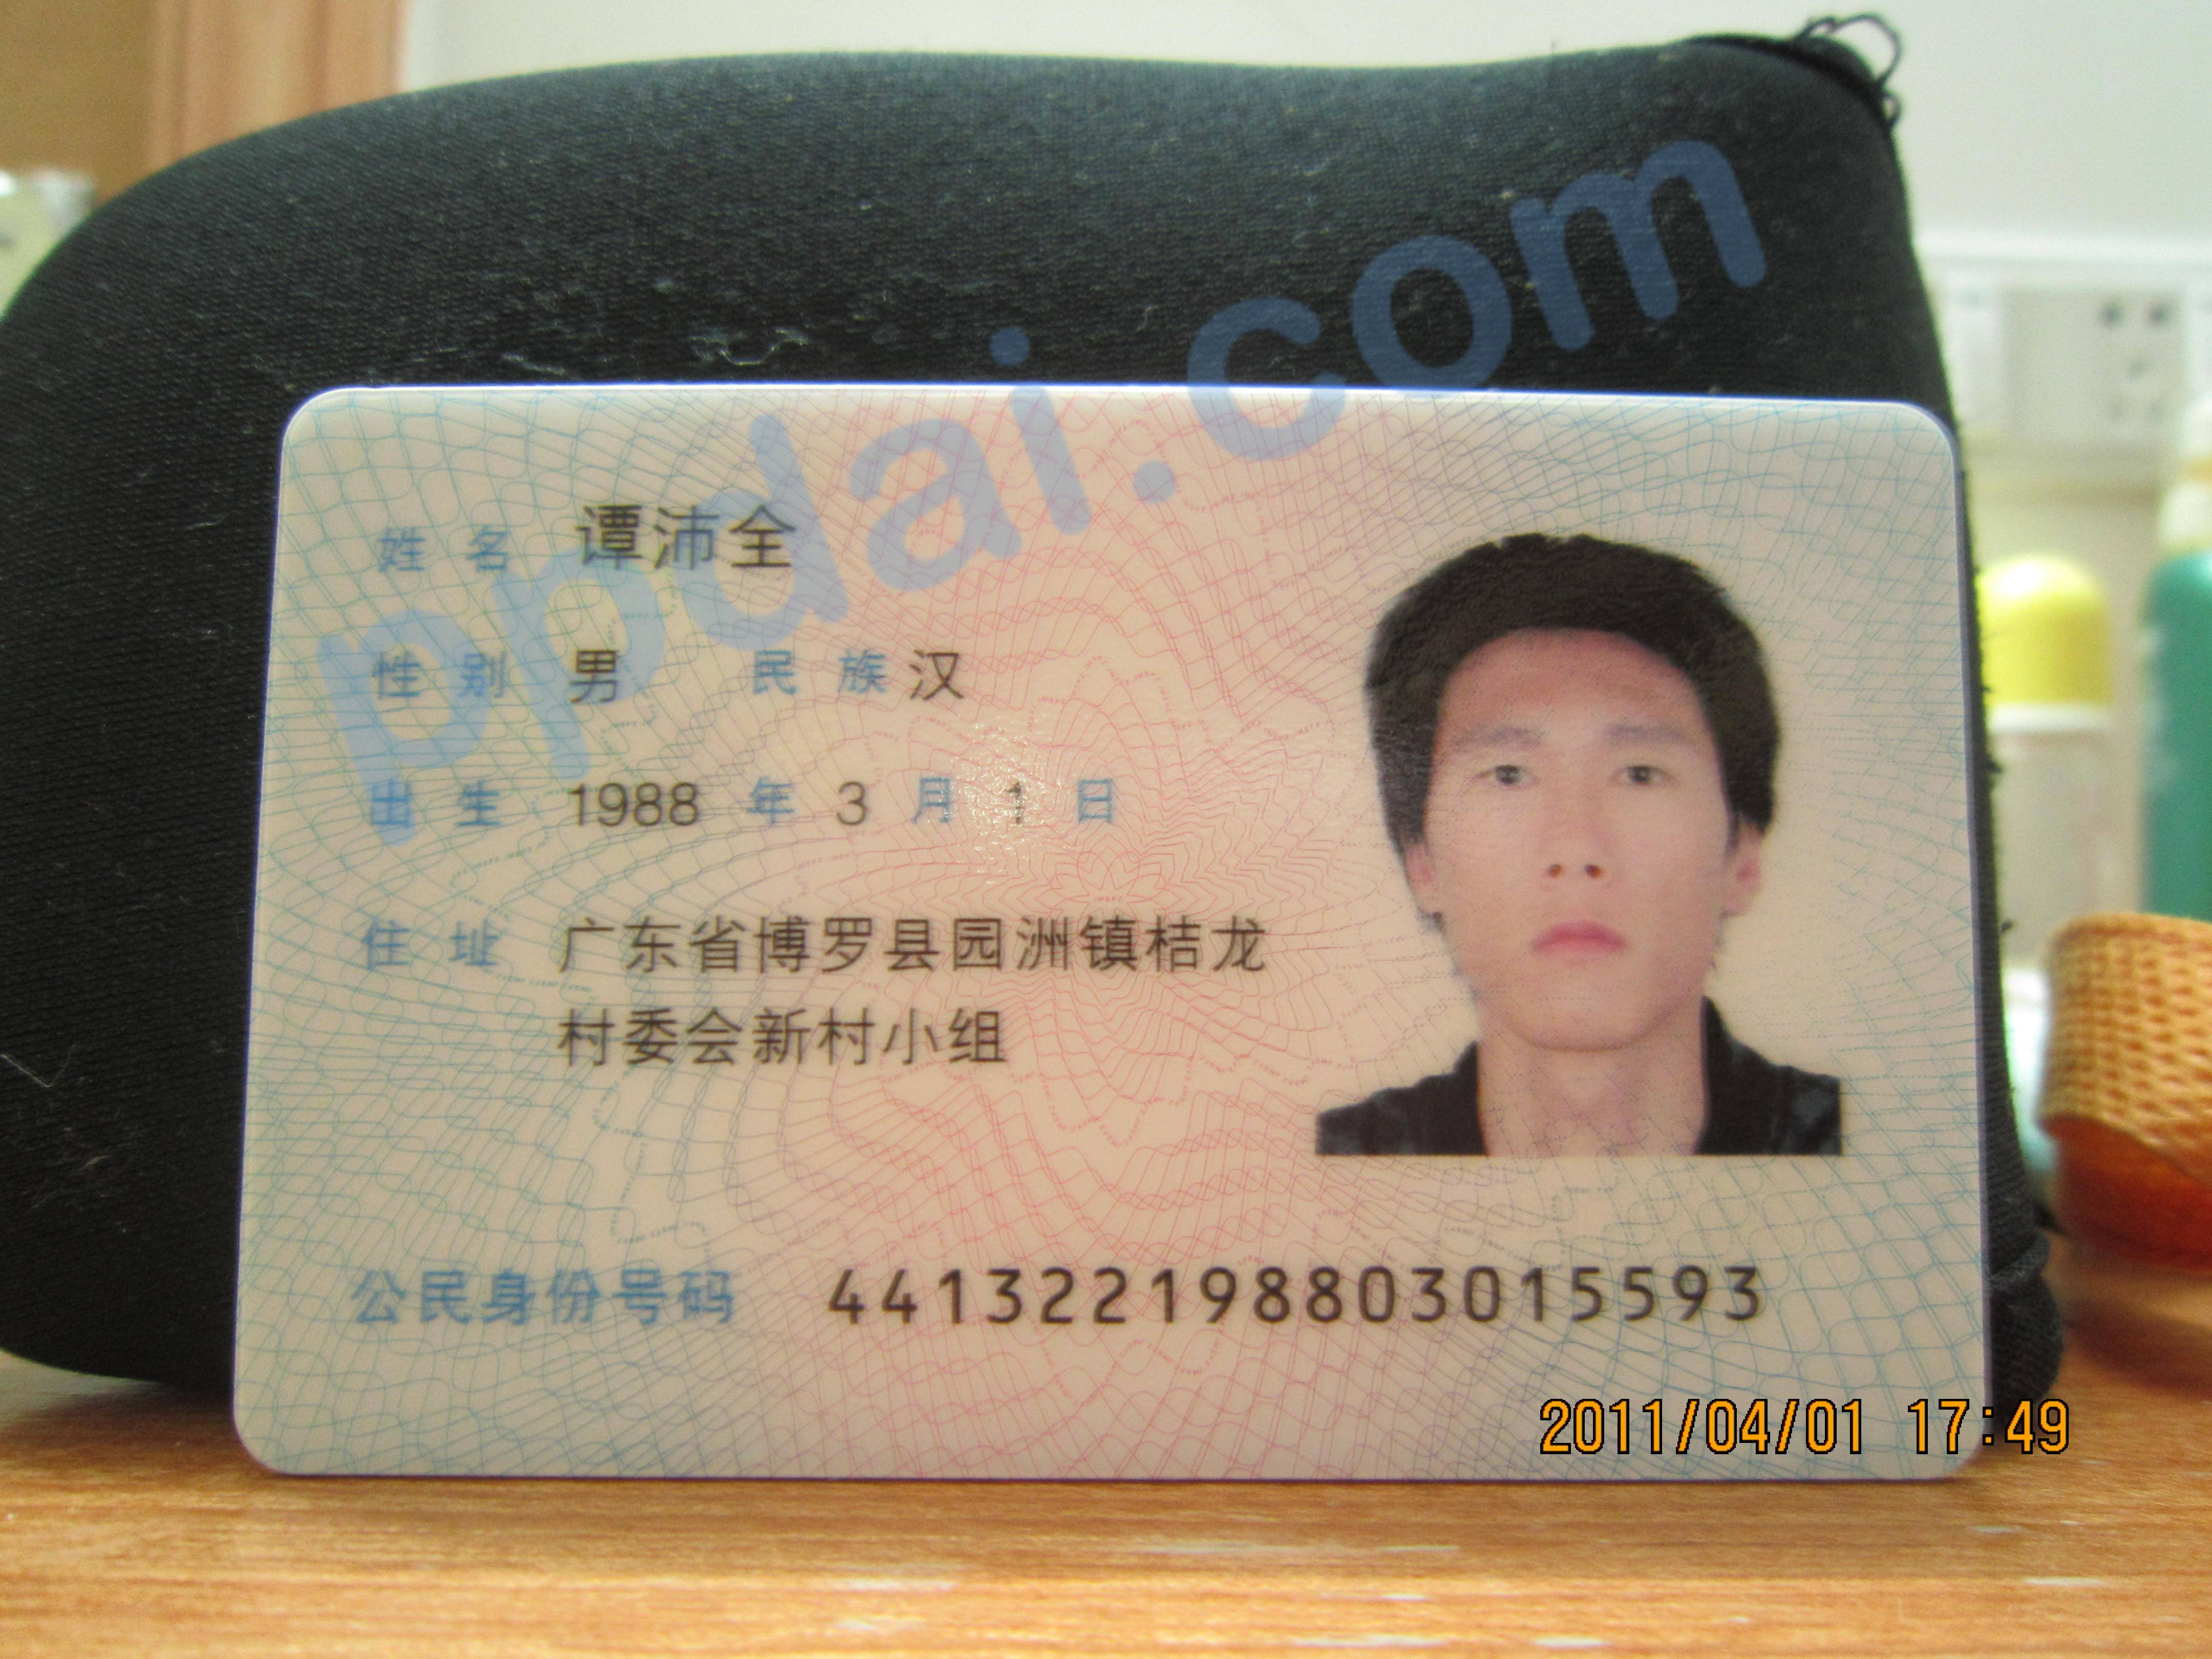 ppdai.com
姓名 谭沛全
性别 男 民族 汉
出生 1988 年 3 月 1 日
住址 广东省博罗县园洲镇桔龙
村委会新村小组
公民身份号码 441322198803015593
2011/04/01 17:49